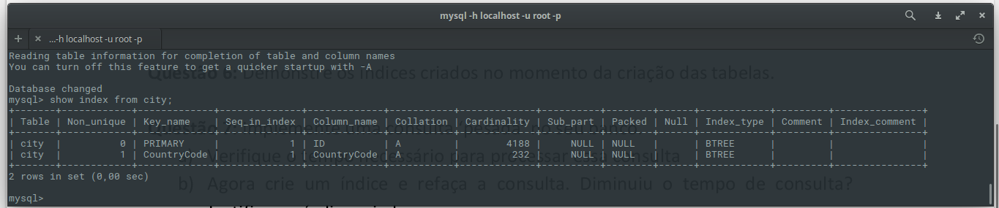 mysql -h localhost -u root -p
...-h localhost -u root -p
Reading table information for completion of table and column names
You can turn off this feature to get a quicker startup with -A
Questão 6: Demonstre os índices criados no momento da criação das tabelas.
Database changed
mysql> show index from city;
+-------+------------+-------------+--------------+-------------+-----------+-------------+----------+--------+------+------------+---------+---------------+
| Table | Non_unique | Key_name    | Seq_in_index | Column_name | Collation | Cardinality | Sub_part | Packed | Null | Index_type | Comment | Index_comment |
+-------+------------+-------------+--------------+-------------+-----------+-------------+----------+--------+------+------------+---------+---------------+
| city  |          0 | PRIMARY     |            1 | ID          | A         |        4188 |     NULL | NULL   |      | BTREE      |         |               |
| city  |          1 | CountryCode |            1 | CountryCode | A         |         232 |     NULL | NULL   |      | BTREE      |         |               |
+-------+------------+-------------+--------------+-------------+-----------+-------------+----------+--------+------+------------+---------+---------------+
Verifique o tempo necessário para processar essa consulta
2 rows in set (0,00 sec)
b) Agora crie um índice e refaça a consulta. Diminuiu o tempo de consulta?
mysql>